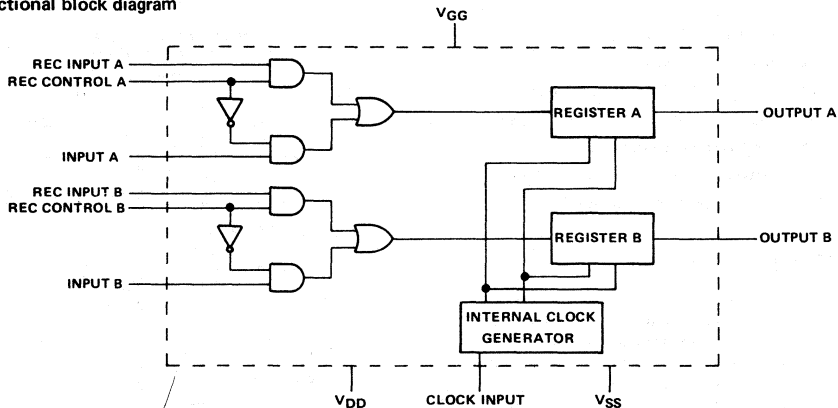 ctional block diagram
VGG
REC INPUT A
REC CONTROL A
INPUT A
REGISTER A
OUTPUT A
REC INPUT B
REC CONTROL B
INPUT B
REGISTER B
OUTPUT B
INTERNAL CLOCK
GENERATOR
VDD
CLOCK INPUT
VSS